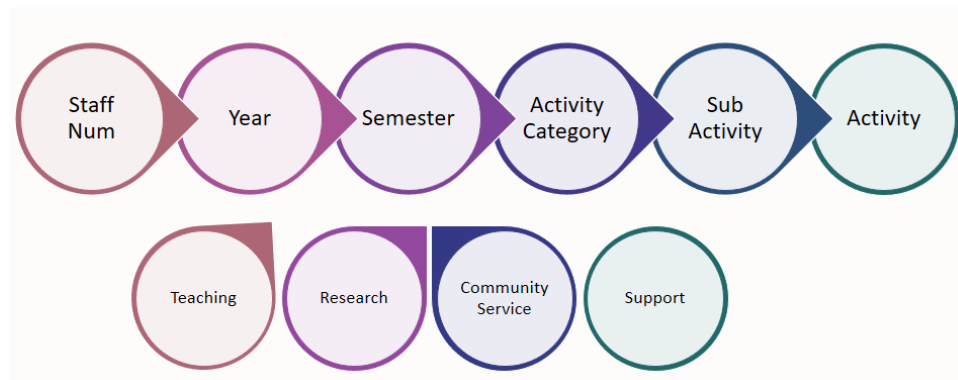 Staff
Num
Year
Semester
Activity
Category
Sub
Activity
Activity
Teaching
Research
Community
Service
Support